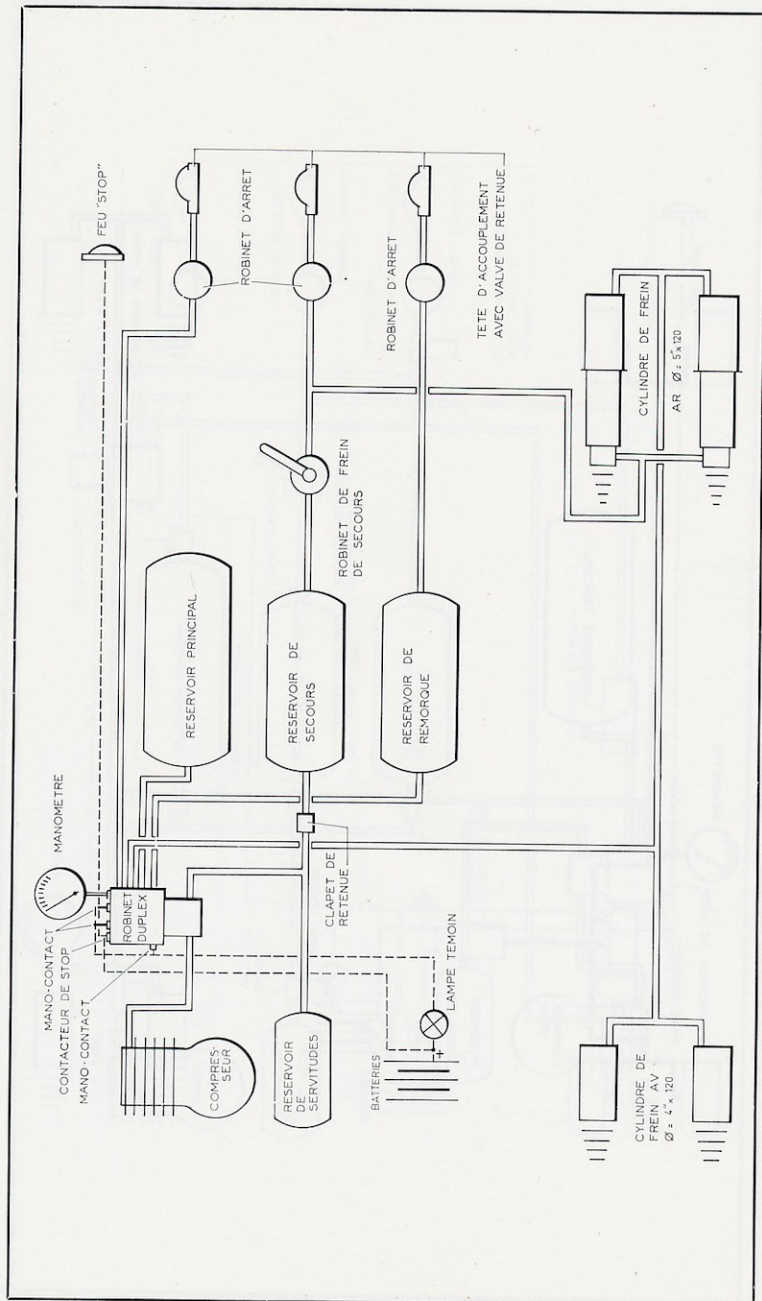 FEU "STOP"
ROBINET D'ARRET
ROBINET D'ARRET
TETE D'ACCOUPLEMENT
AVEC VALVE DE RETENUE
MANOMETRE
RESERVOIR PRINCIPAL
RESERVOIR DE
SECOURS
ROBINET DE FREIN
DE SECOURS
RESERVOIR DE
REMORQUE
CYLINDRE DE FREIN
AR Ø = 5"x120
MANO-CONTACT
CONTACTEUR DE STOP
MANO-CONTACT
ROBINET
DUPLEX
CLAPET DE
RETENUE
COMPRES-
SEUR
RESERVOIR
DE
SERVITUDES
LAMPE TEMOIN
+
BATTERIES
CYLINDRE DE
FREIN AV
Ø = 4"x 120